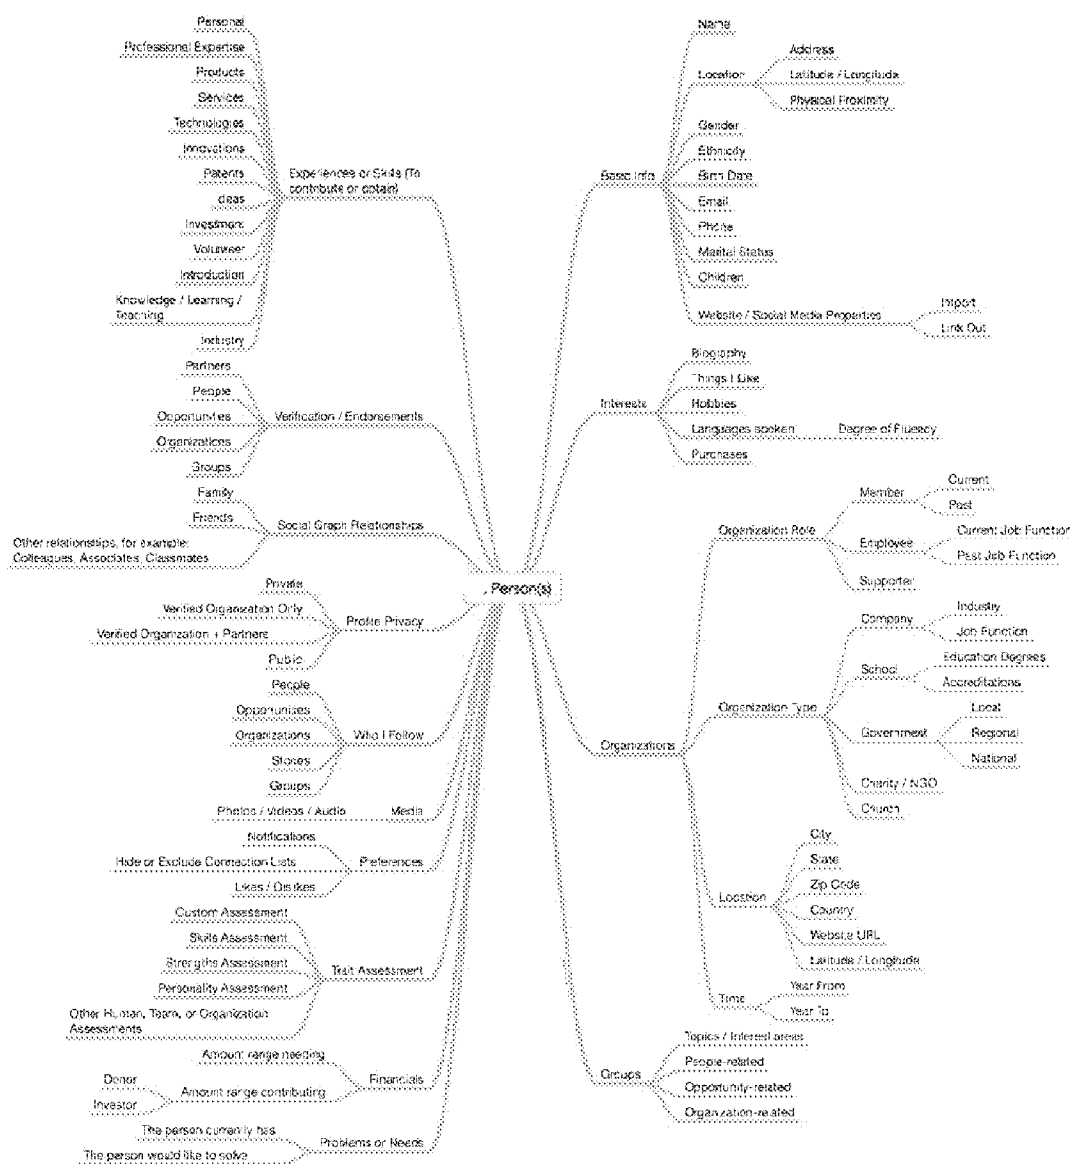 Personal
Professional Expertise
Products
Services
Technologies
Innovations
Patents
Ideas
Investment
Volunteer
Introduction
Knowledge / Learning /
Teaching
Industry
Experiences or Skills (To
contribute or obtain)
Partners
People
Opportunities
Organizations
Groups
Verification / Endorsements
Family
Friends
Other relationships, for example:
Colleagues, Associates, Classmates
Social Graph Relationships
Private
Verified Organization Only
Verified Organization + Partners
Public
Profile Privacy
People
Opportunities
Organizations
Stories
Groups
Who I Follow
Photos / Videos / Audio
Media
Notifications
Hide or Exclude Connection Lists
Likes / Dislikes
Preferences
Custom Assessment
Skills Assessment
Strengths Assessment
Personality Assessment
Other Human, Team, or Organization
Assessments
Trait Assessment
Amount range needing
Donor
Investor
Amount range contributing
Financials
The person currently has
The person would like to solve
Problems or Needs
Person(s)
Basic Info
Name
Location
Address
Latitude / Longitude
Physical Proximity
Gender
Ethnicity
Birth Date
Email
Phone
Marital Status
Children
Website / Social Media Properties
Import
Link Out
Interests
Biography
Things I Like
Hobbies
Languages spoken
Degree of Fluency
Purchases
Organizations
Organization Role
Member
Current
Past
Employee
Current Job Function
Past Job Function
Supporter
Organization Type
Company
Industry
Job Function
School
Education Degrees
Accreditations
Government
Local
Regional
National
Charity / NGO
Church
Location
City
State
Zip Code
Country
Website URL
Latitude / Longitude
Time
Year From
Year To
Groups
Topics / Interest areas
People-related
Opportunity-related
Organization-related